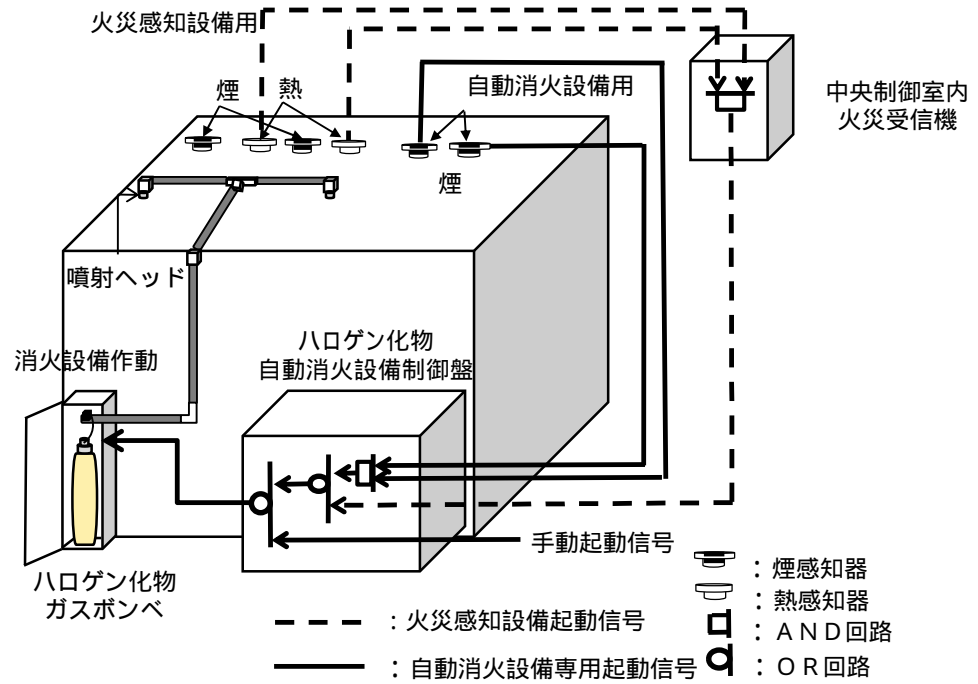 火災感知設備用
煙
熱
自動消火設備用
中央制御室内
火災受信機
煙
噴射ヘッド
ハロゲン化物
自動消火設備制御盤
消火設備作動
手動起動信号
ハロゲン化物
ガスボンベ
：煙感知器
：熱感知器
：ＡＮＤ回路
：ＯＲ回路
：火災感知設備起動信号
：自動消火設備専用起動信号